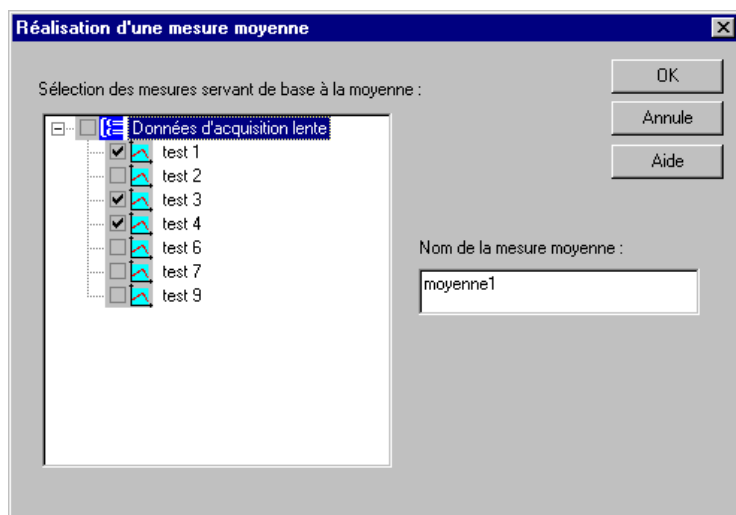 Réalisation d'une mesure moyenne
Sélection des mesures servant de base à la moyenne :
OK
Annule
Aide
Données d'acquisition lente
test 1
test 2
test 3
test 4
test 6
test 7
test 9
Nom de la mesure moyenne :
moyenne1